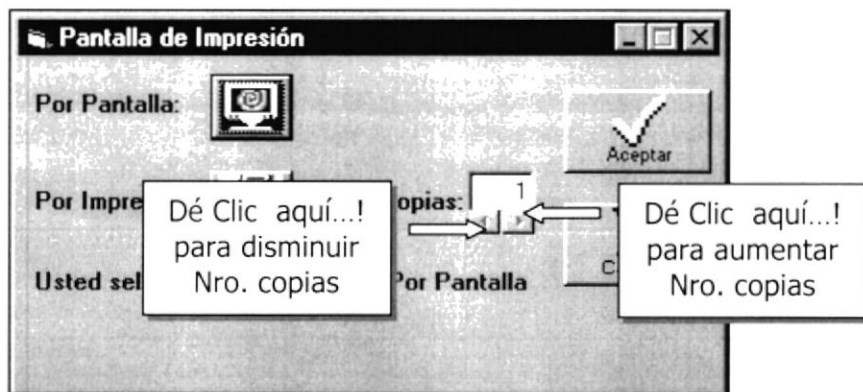 Pantalla de Impresión
Por Pantalla:
Aceptar
Por Impre opias: 1
Dé Clic aquí...!
para disminuir
Nro. copias
Dé Clic aquí...!
para aumentar
Nro. copias
C
Usted sel Por Pantalla